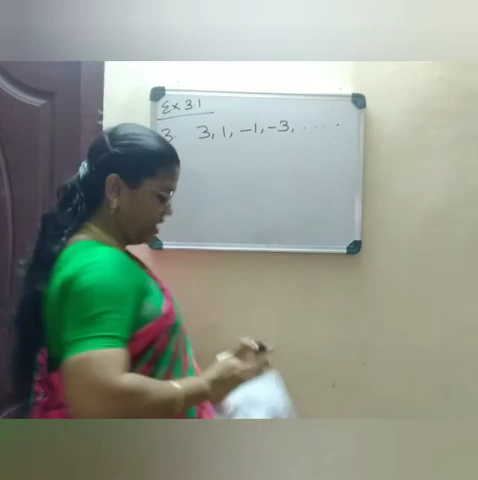 Ex 3.1
3. 3, 1, -1, -3, .....